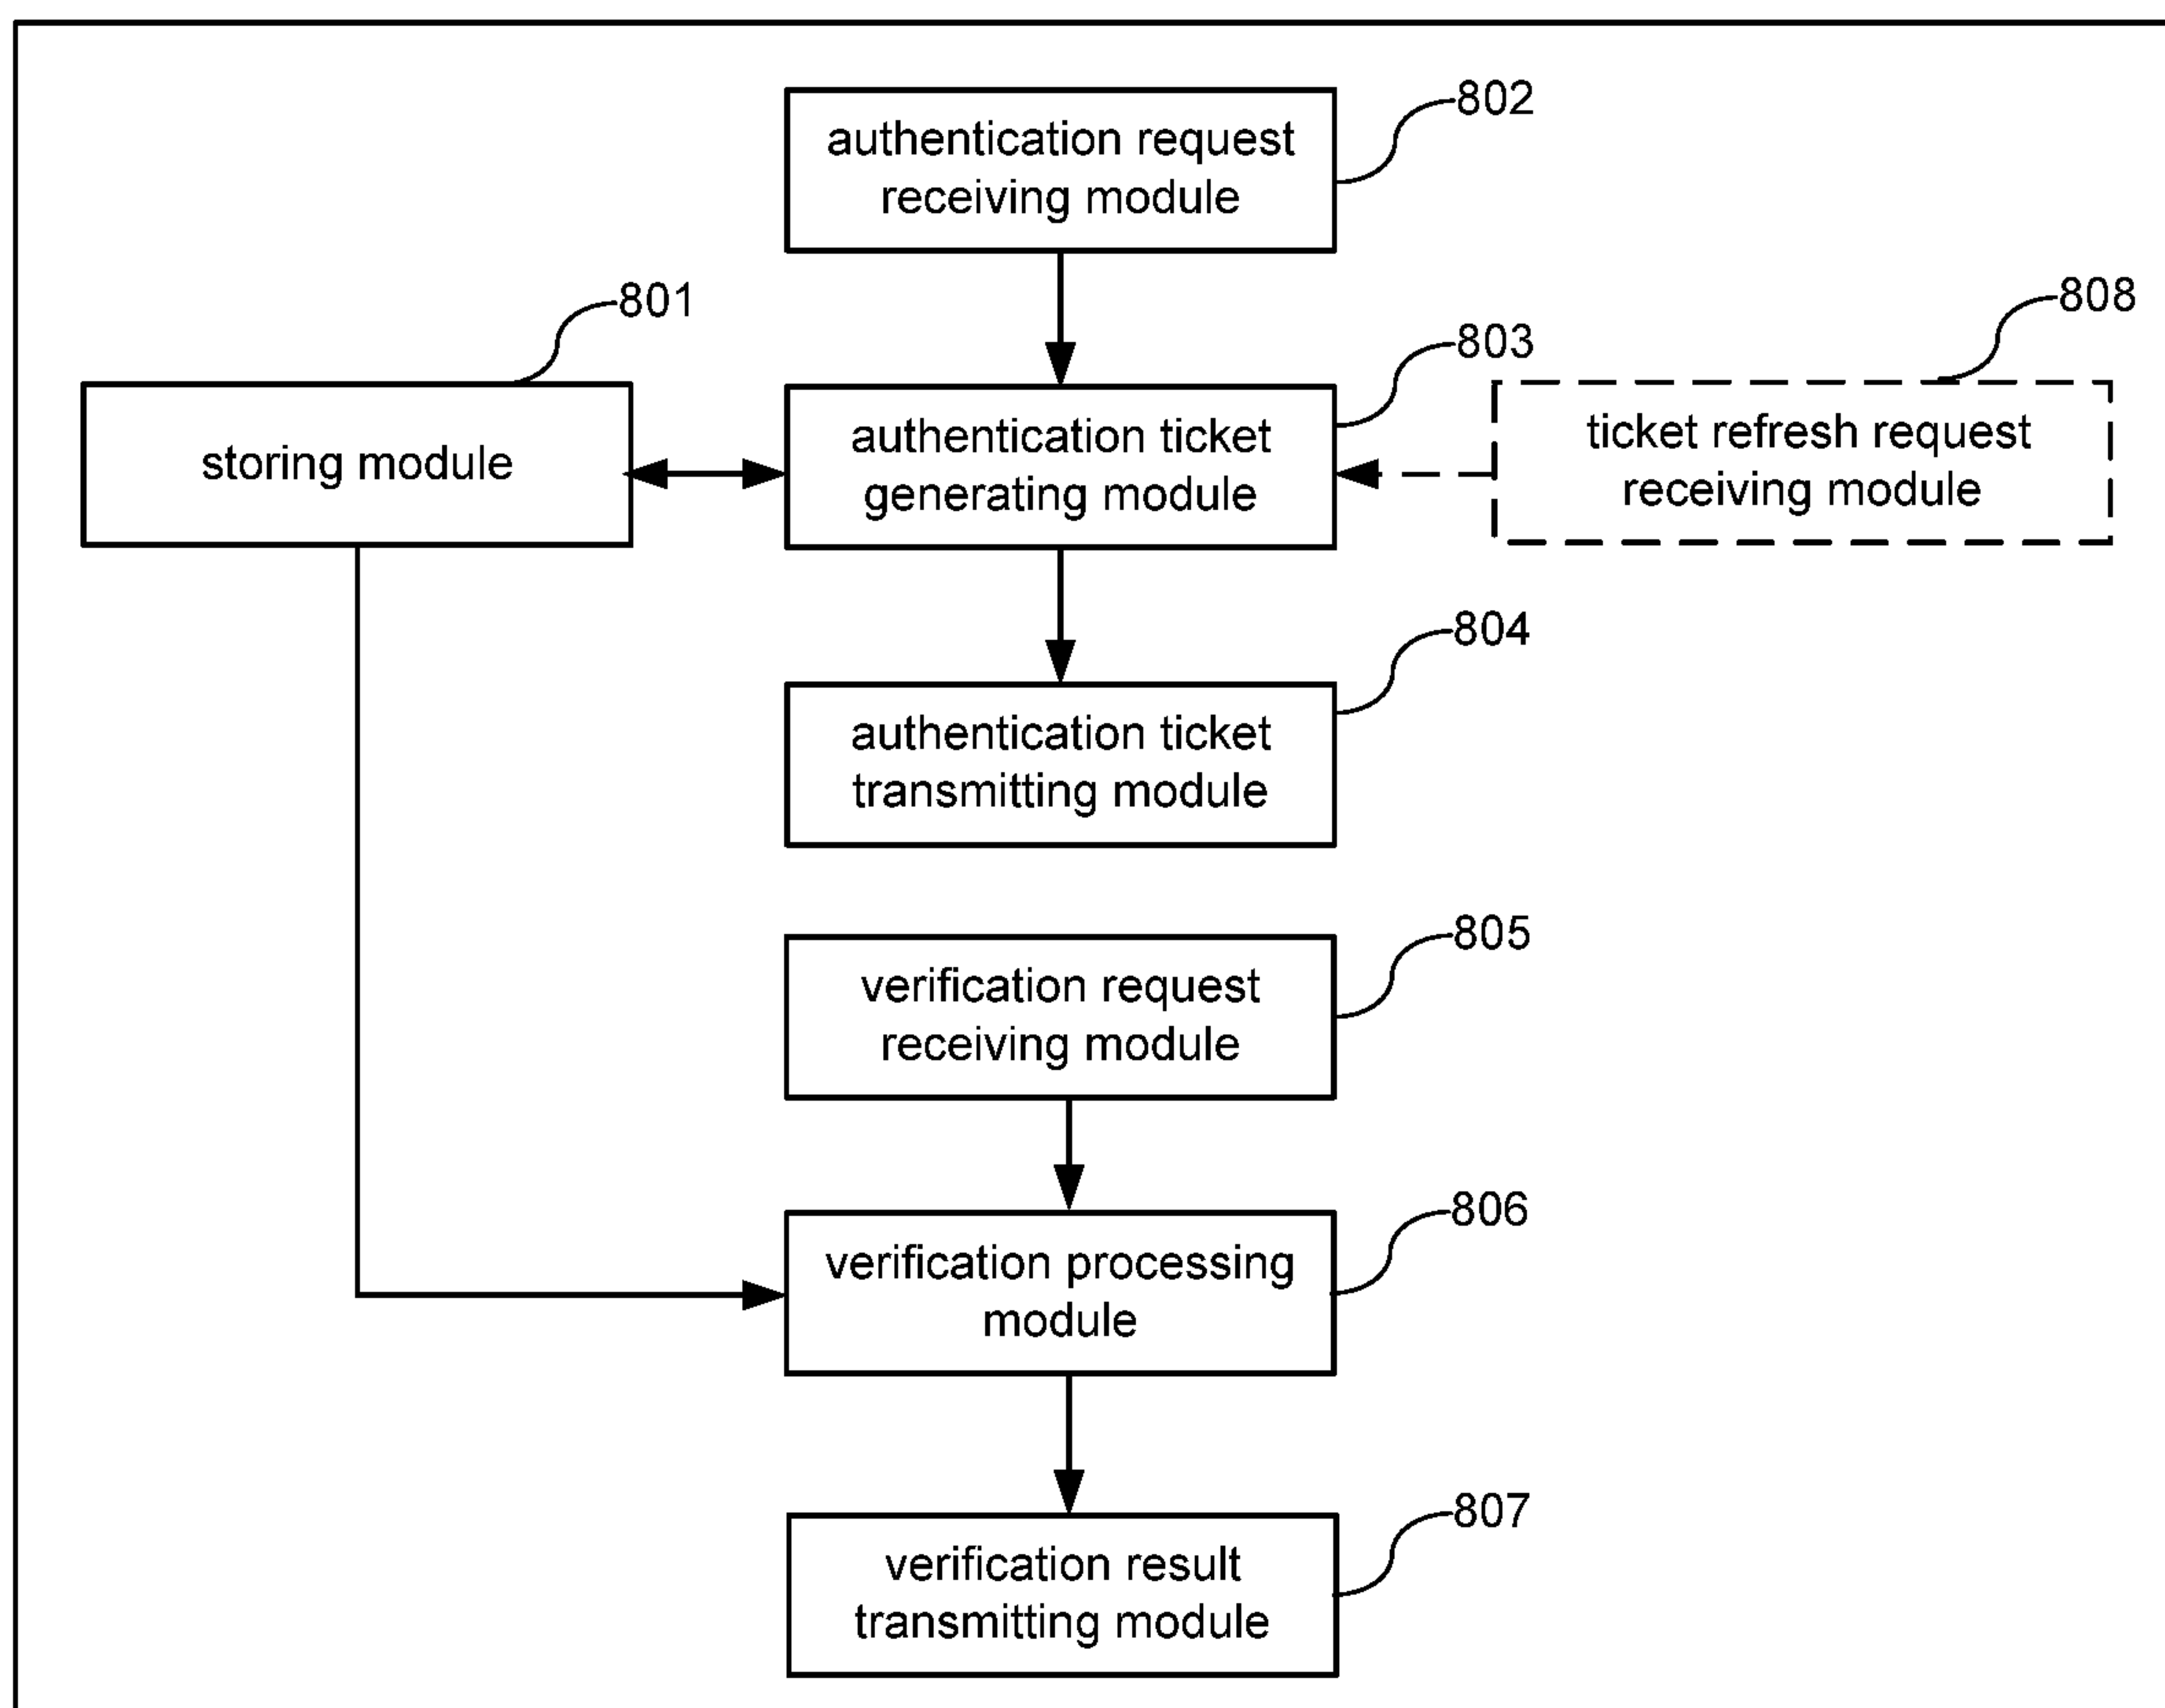 802
authentication request
receiving module
801
803
808
storing module
authentication ticket
generating module
ticket refresh request
receiving module
804
authentication ticket
transmitting module
805
verification request
receiving module
806
verification processing
module
807
verification result
transmitting module